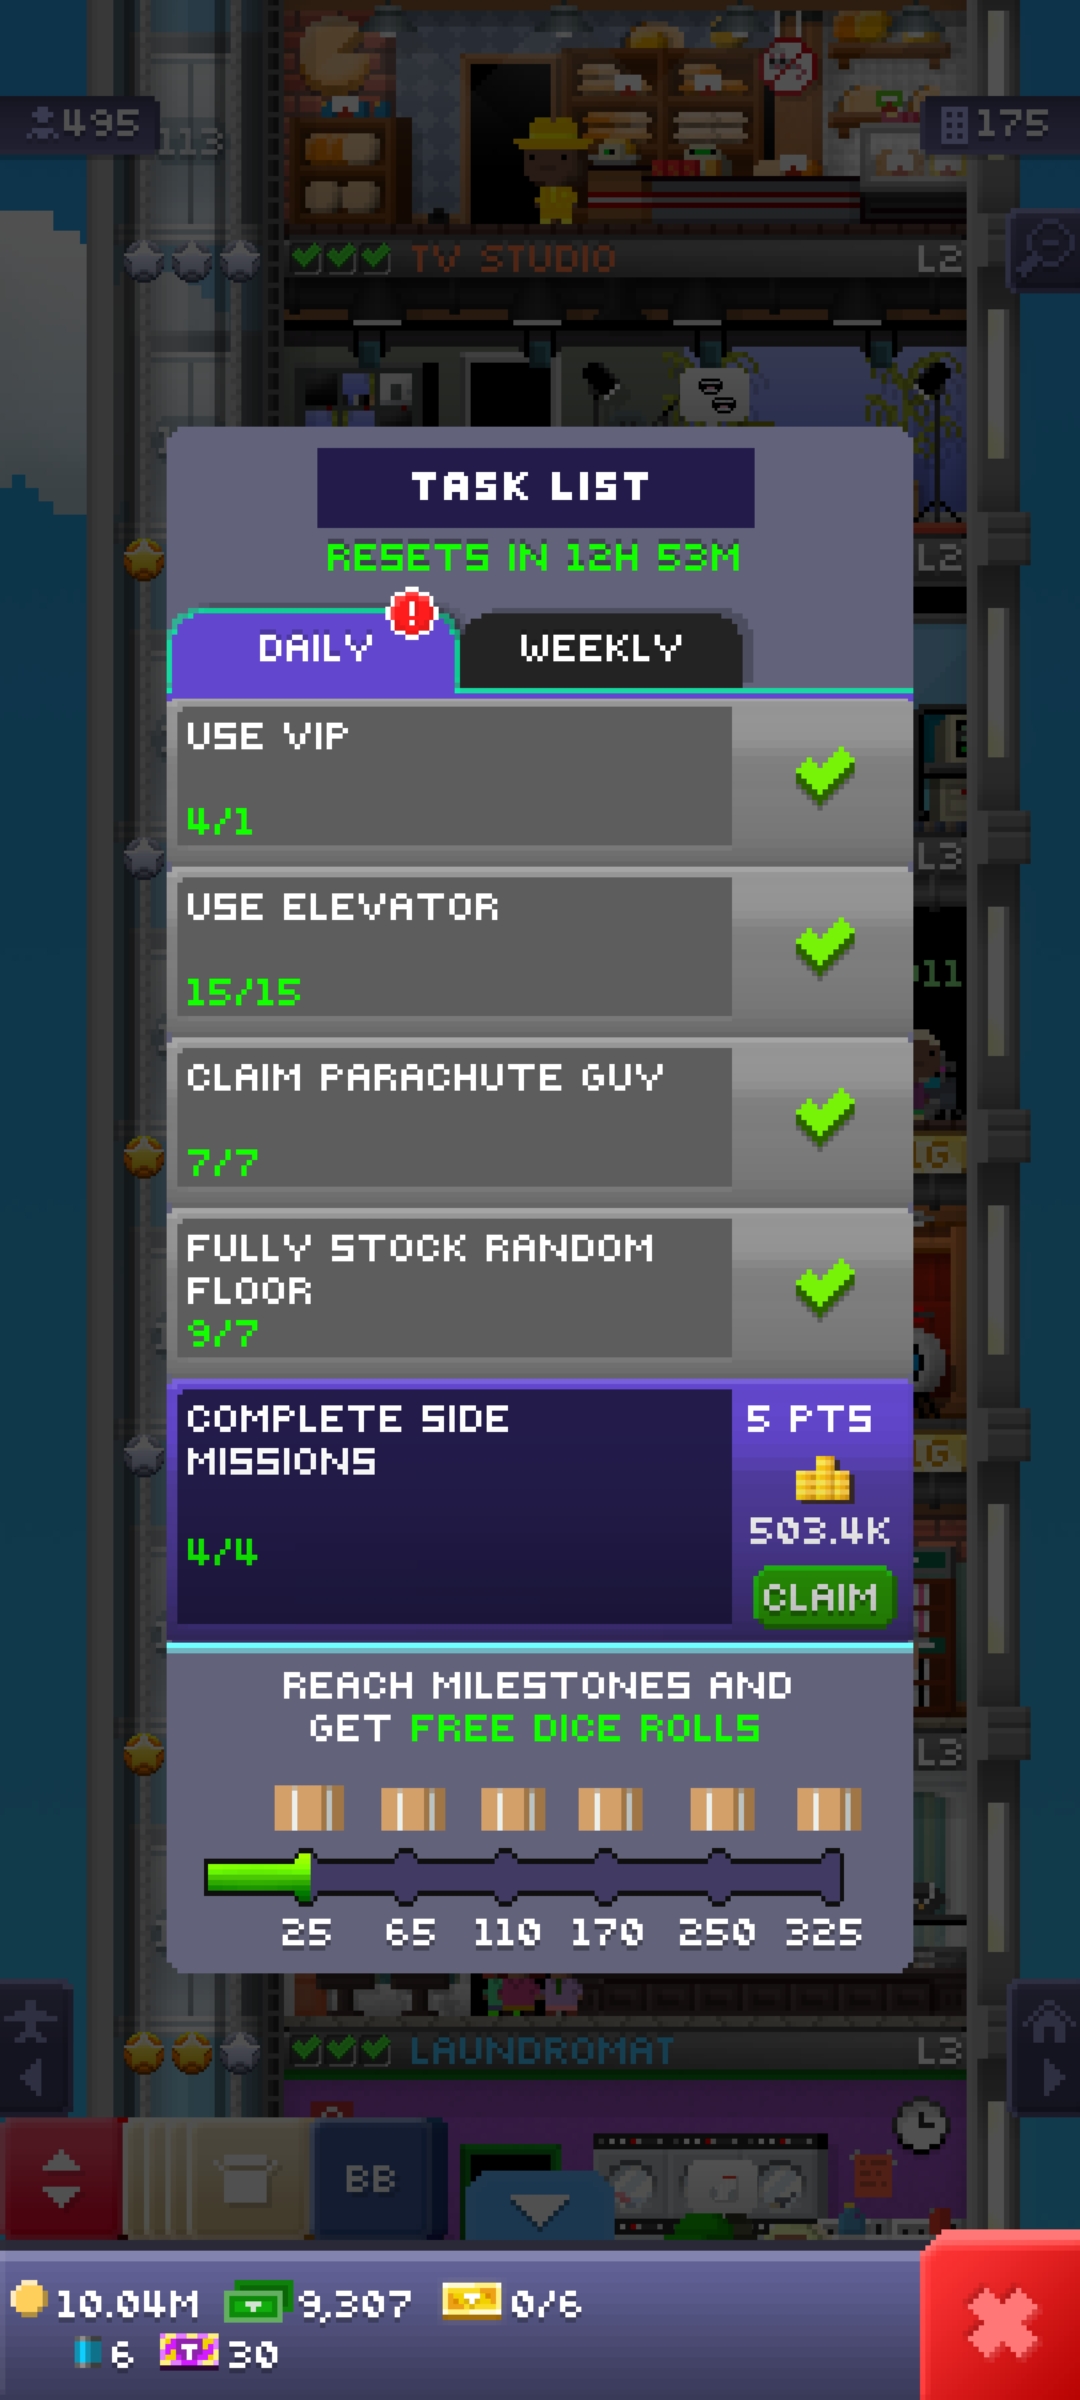 495
113
175
TV STUDIO
L2
TASK LIST
RESETS IN 12H 53M
L2
DAILY
!
WEEKLY
USE VIP
4/1
L3
USE ELEVATOR
15/15
CLAIM PARACHUTE GUY
7/7
FULLY STOCK RANDOM
FLOOR
9/7
COMPLETE SIDE
MISSIONS
4/4
5 PTS
503.4K
CLAIM
REACH MILESTONES AND
GET FREE DICE ROLLS
L3
25 65 110 170 250 325
LAUNDROMAT
L3
BB
10.04M 9,307 0/6
6 30